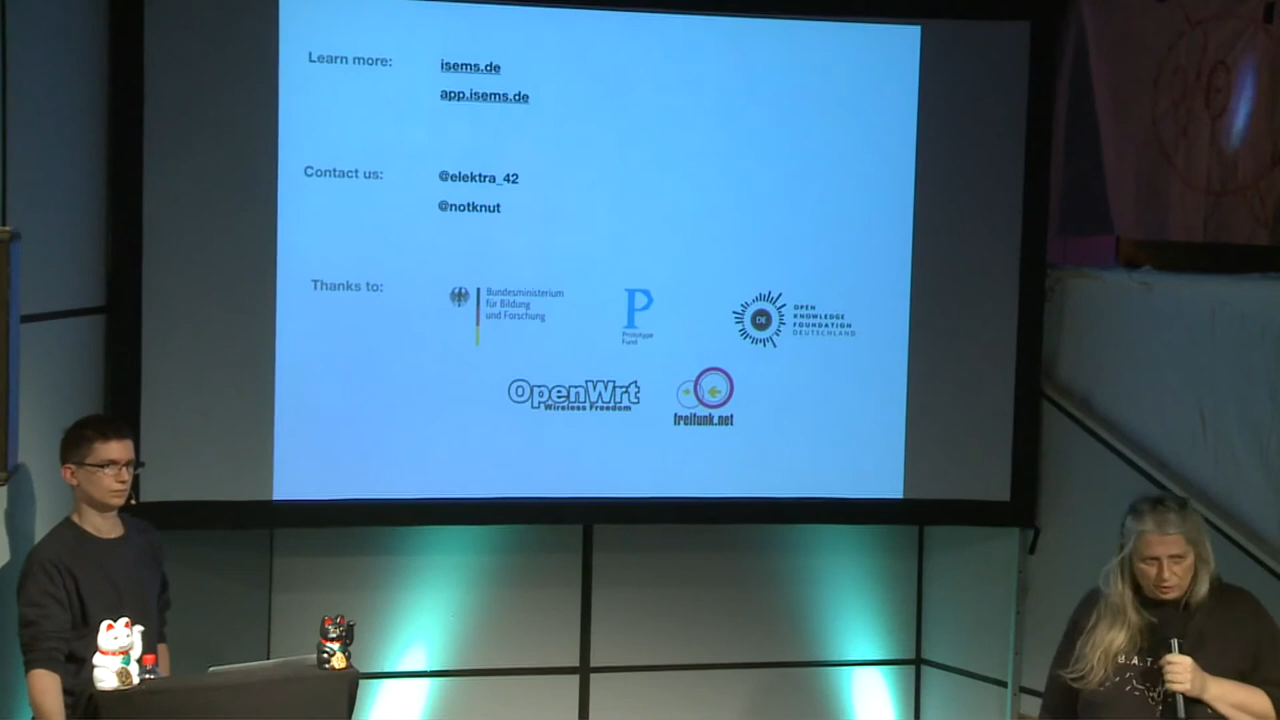 Learn more:
isems.de
app.isems.de
Contact us:
@elektra_42
@notknut
Thanks to:
Bundesministerium
für Bildung
und Forschung
P
Prototype
Fund
DE
OPEN
KNOWLEDGE
FOUNDATION
DEUTSCHLAND
OpenWrt
Wireless Freedom
freifunk.net
B.A.T.